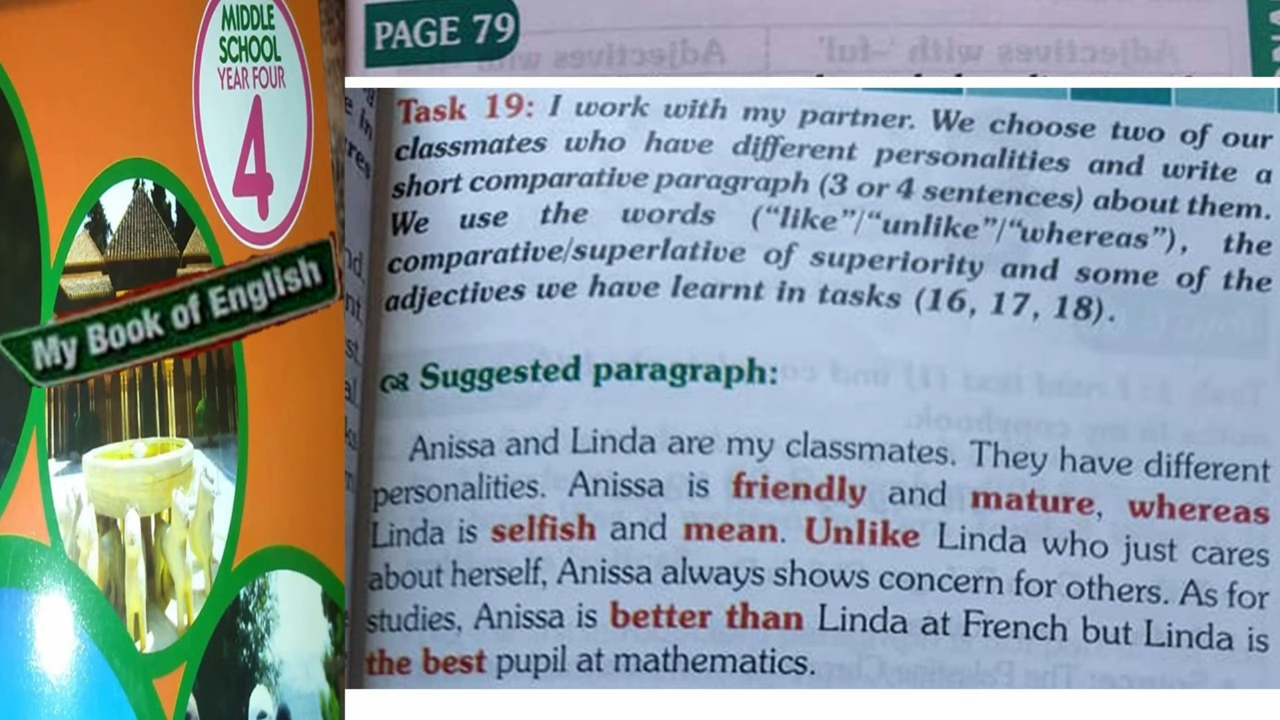 MIDDLE
SCHOOL
YEAR FOUR
4
My Book of English
PAGE 79
Task 19: I work with my partner. We choose two of our
classmates who have different personalities and write a
short comparative paragraph (3 or 4 sentences) about them.
We use the words (“like”/“unlike”/“whereas”), the
comparative/superlative of superiority and some of the
adjectives we have learnt in tasks (16, 17, 18).
Suggested paragraph:
Anissa and Linda are my classmates. They have different
personalities. Anissa is friendly and mature, whereas
Linda is selfish and mean. Unlike Linda who just cares
about herself, Anissa always shows concern for others. As for
studies, Anissa is better than Linda at French but Linda is
the best pupil at mathematics.